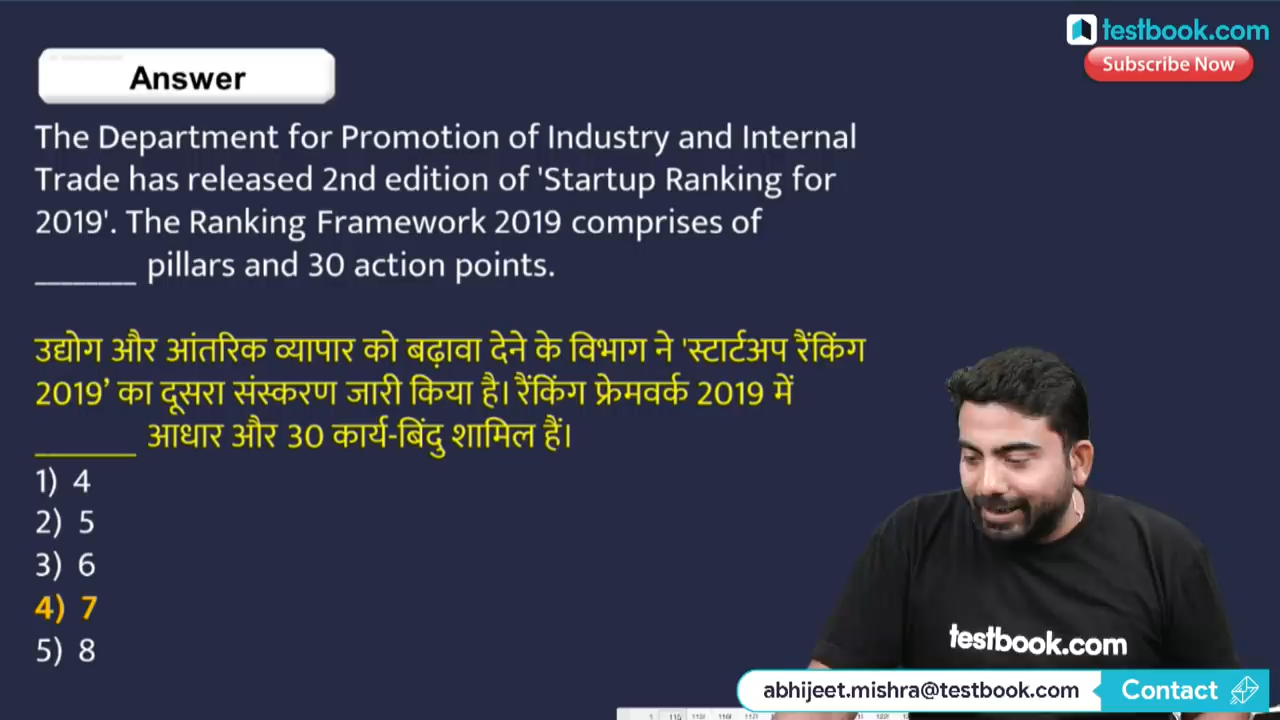 testbook.com
Subscribe Now
Answer
The Department for Promotion of Industry and Internal
Trade has released 2nd edition of 'Startup Ranking for
2019'. The Ranking Framework 2019 comprises of
_______ pillars and 30 action points.
उद्योग और आंतरिक व्यापार को बढ़ावा देने के विभाग ने 'स्टार्टअप रैंकिंग
2019’ का दूसरा संस्करण जारी किया है। रैंकिंग फ्रेमवर्क 2019 में
_______ आधार और 30 कार्य-बिंदु शामिल हैं।
1) 4
2) 5
3) 6
4) 7
5) 8
testbook.com
abhijeet.mishra@testbook.com Contact